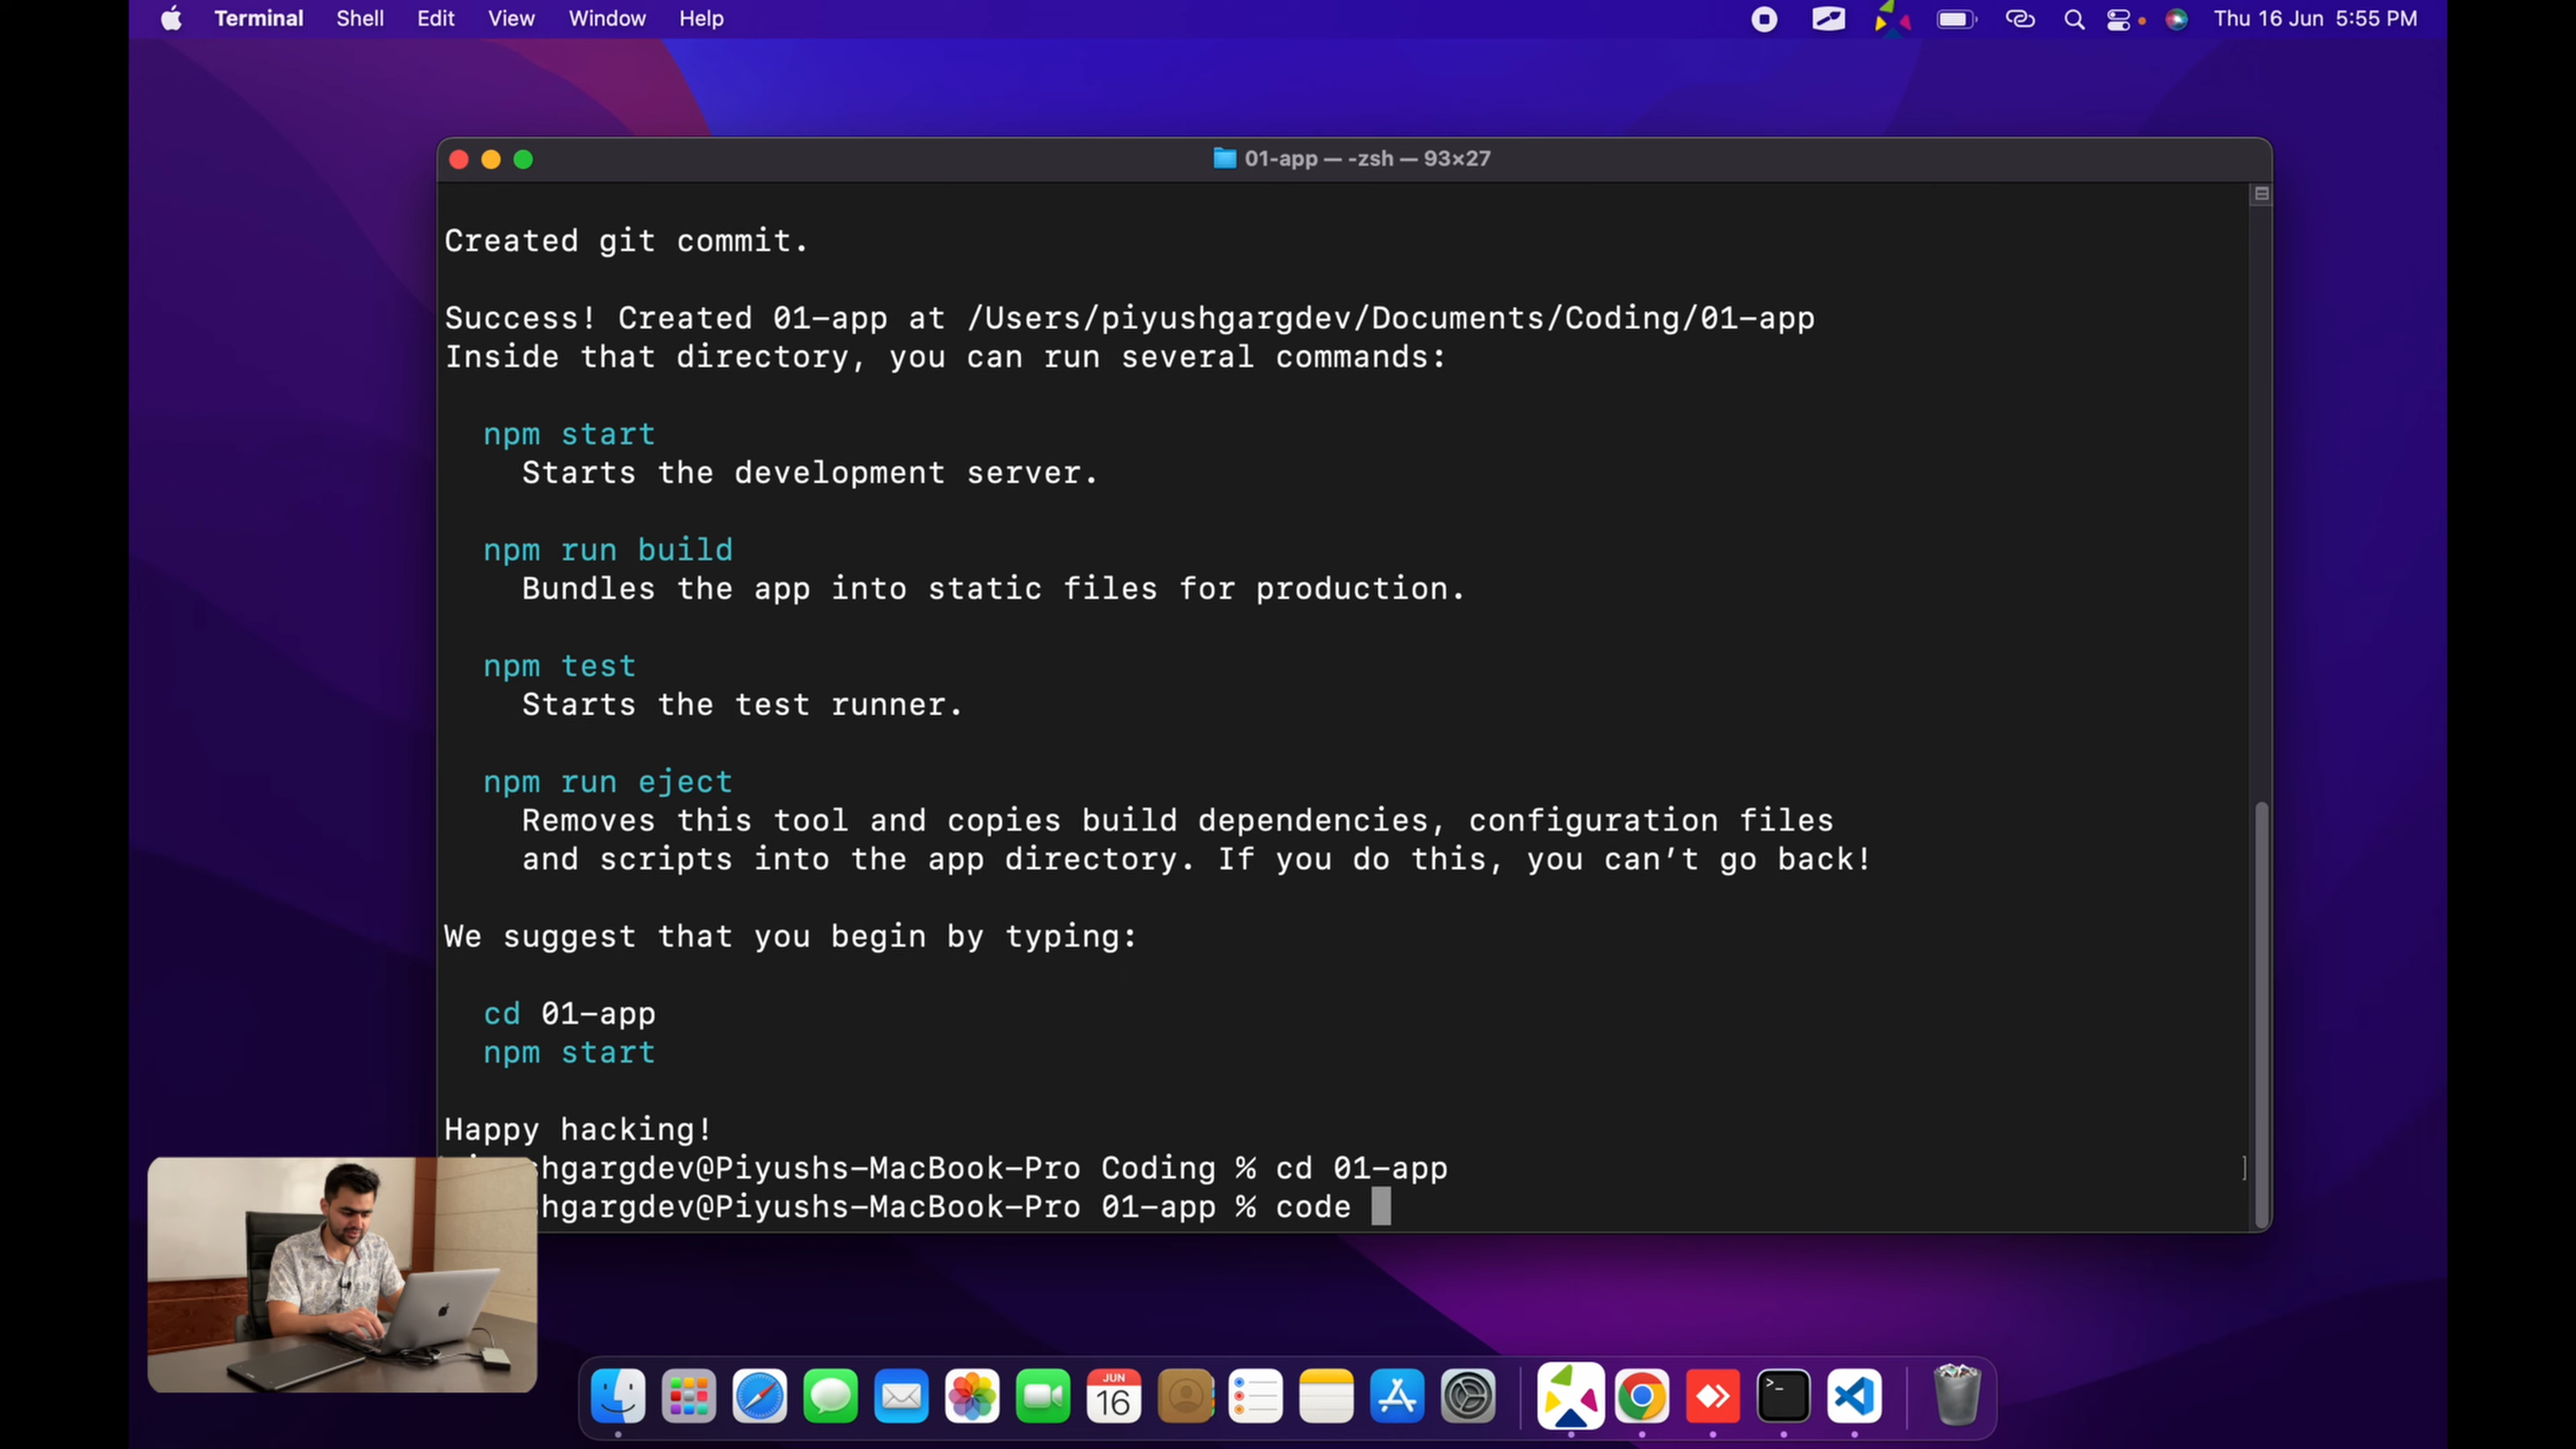 Terminal Shell Edit View Window Help Thu 16 Jun 5:55 PM
01-app — -zsh — 93×27
Created git commit.
Success! Created 01-app at /Users/piyushgargdev/Documents/Coding/01-app
Inside that directory, you can run several commands:
npm start
Starts the development server.
npm run build
Bundles the app into static files for production.
npm test
Starts the test runner.
npm run eject
Removes this tool and copies build dependencies, configuration files
and scripts into the app directory. If you do this, you can’t go back!
We suggest that you begin by typing:
cd 01-app
npm start
Happy hacking!
hgargdev@Piyushs-MacBook-Pro Coding % cd 01-app ]
hgargdev@Piyushs-MacBook-Pro 01-app % code
JUN
16
>_